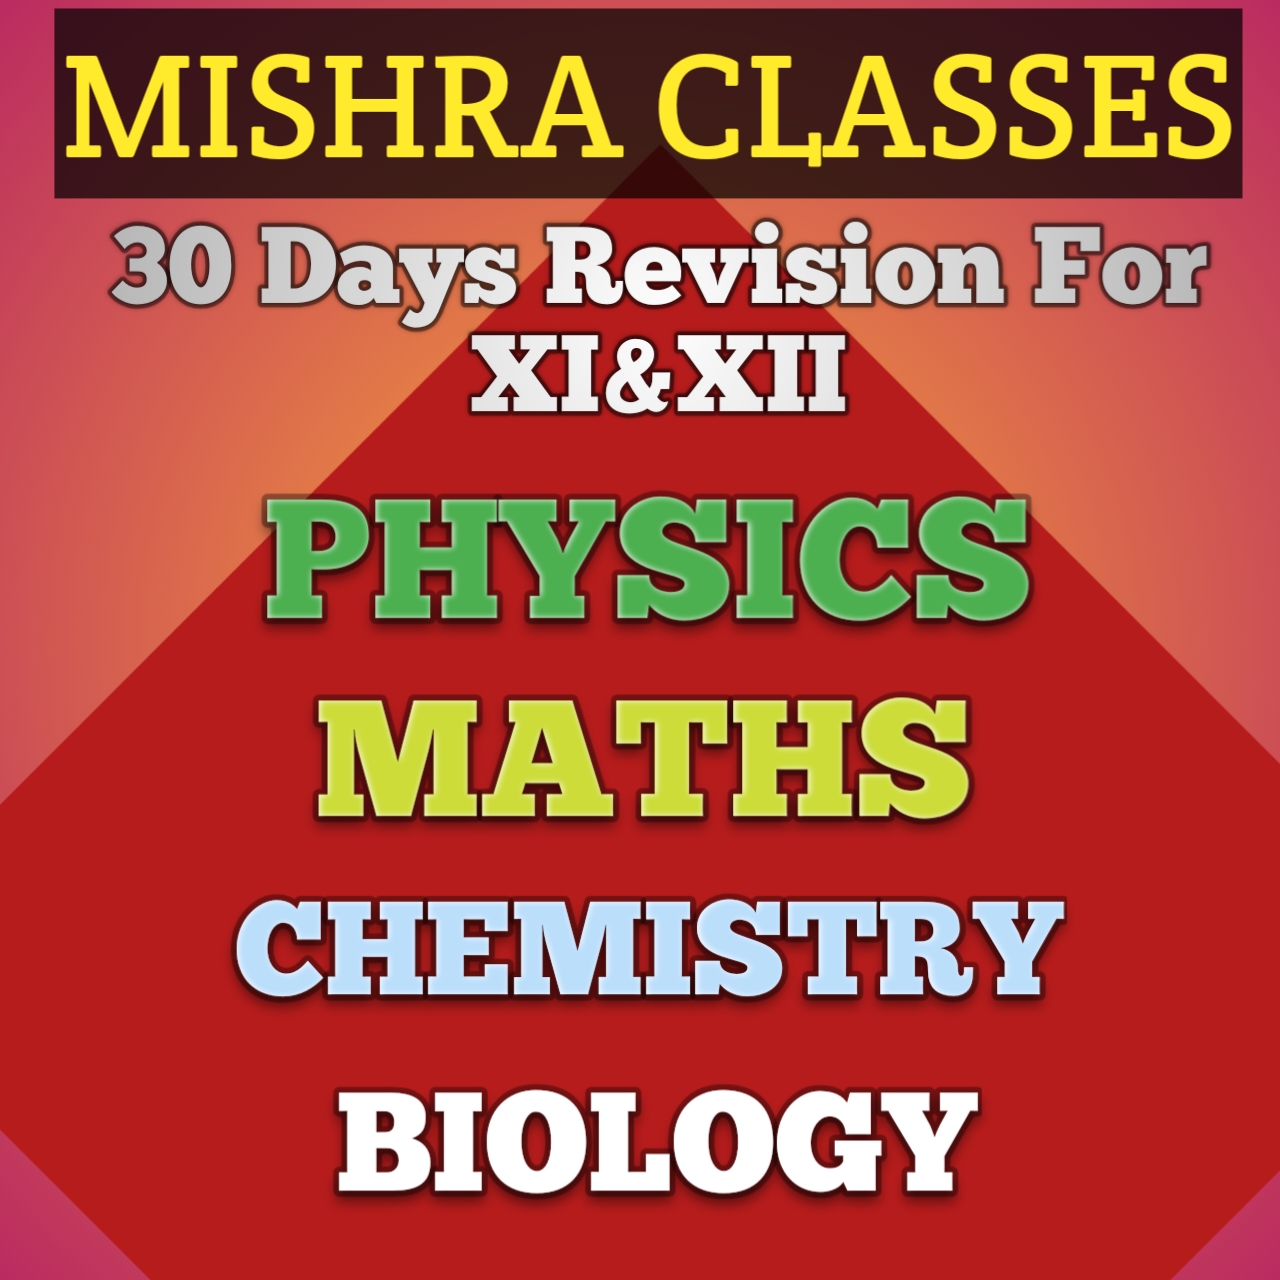 MISHRA CLASSES
30 Days Revision For
XI&XII
PHYSICS
MATHS
CHEMISTRY
BIOLOGY